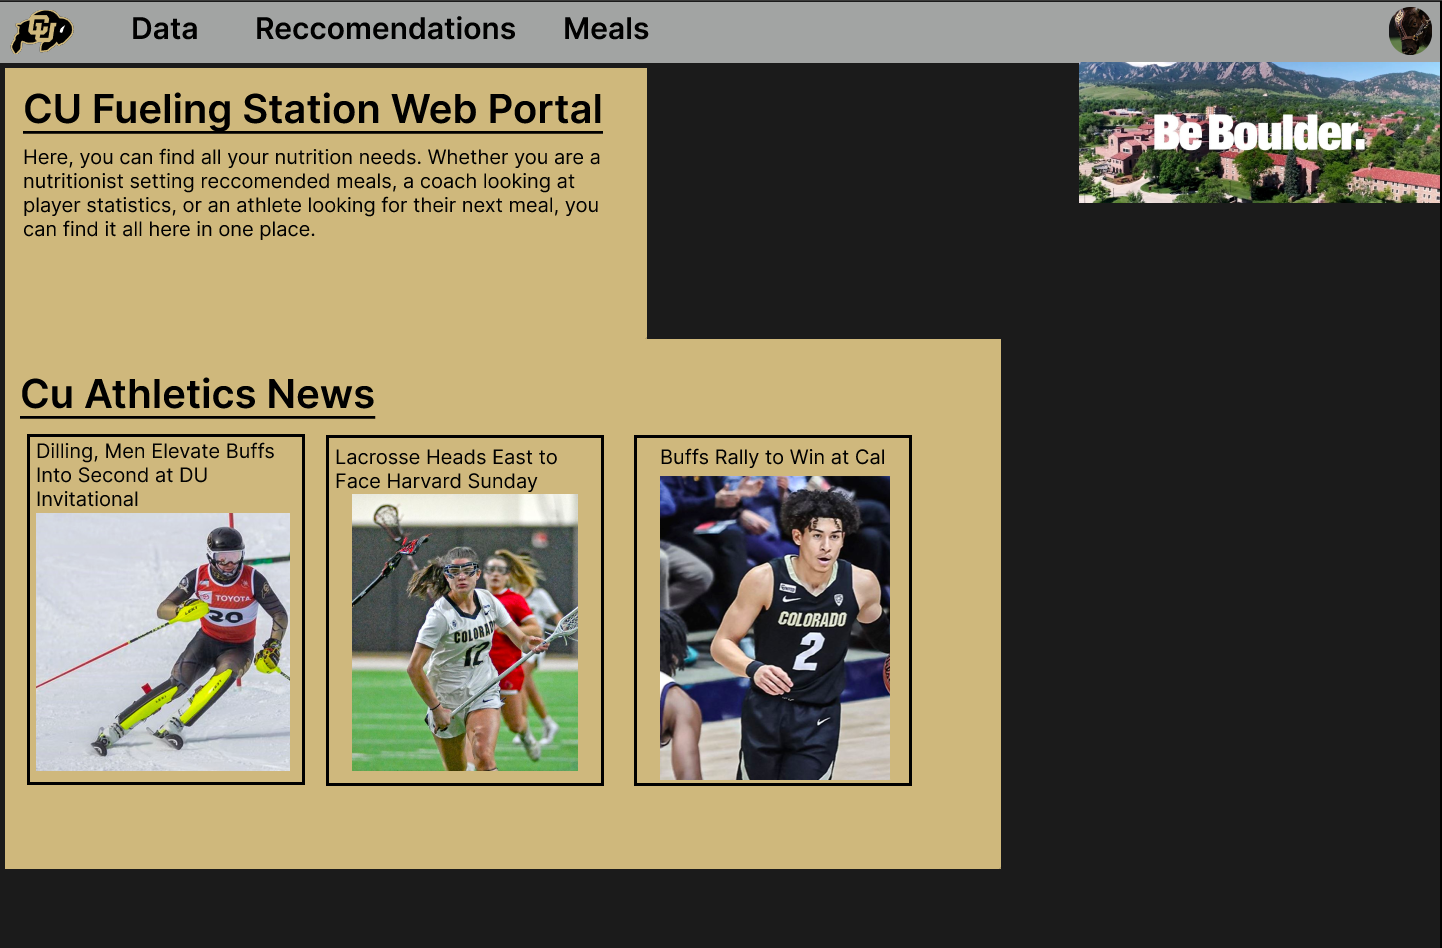 CU
Data Reccomendations Meals
Be Boulder.
CU Fueling Station Web Portal
Here, you can find all your nutrition needs. Whether you are a
nutritionist setting reccomended meals, a coach looking at
player statistics, or an athlete looking for their next meal, you
can find it all here in one place.
Cu Athletics News
Dilling, Men Elevate Buffs
Into Second at DU
Invitational
TOYOTA
Lacrosse Heads East to
Face Harvard Sunday
COLORADO
12
Buffs Rally to Win at Cal
COLORADO
2